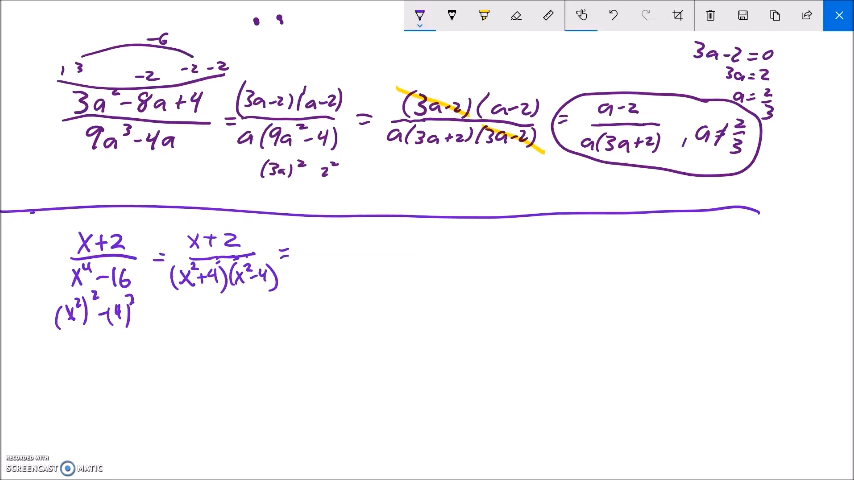 -6
1 3 -2 -2 -2
(3a² - 8a + 4)/(9a³ - 4a) = (3a-2)(a-2)/(a(9a²-4)) = (3a-2)(a-2)/(a(3a+2)(3a-2)) = (a-2)/(a(3a+2)) , a ≠ 2/3
(3a)² 2²
3a-2=0
3a=2
a=2/3
(x+2)/(x⁴-16) = (x+2)/((x²+4)(x²-4)) =
(x²)² - (4)²
RECORDED WITH
SCREENCAST MATIC